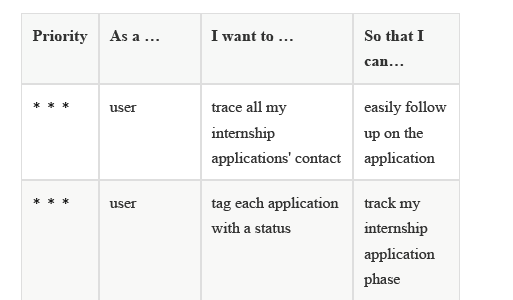 Priority As a … I want to … So that I
can…
* * * user trace all my easily follow
internship up on the
applications' contact application
* * * user tag each application track my
with a status internship
application
phase